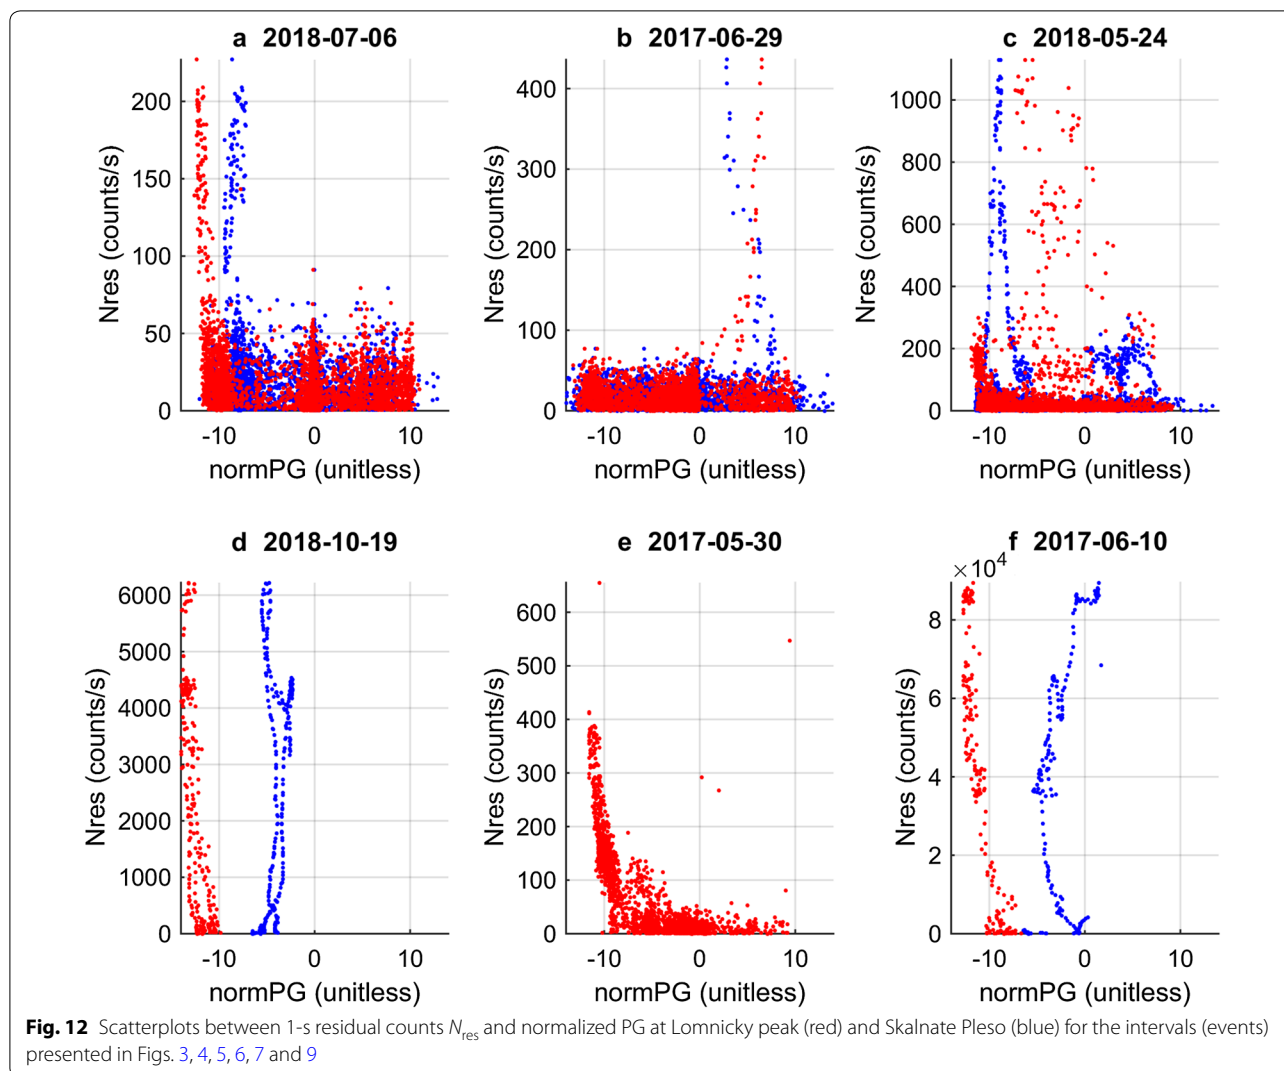 a 2018-07-06
b 2017-06-29
c 2018-05-24
Nres (counts/s)
200
150
100
50
0
-10 0 10
normPG (unitless)
Nres (counts/s)
400
300
200
100
0
-10 0 10
normPG (unitless)
Nres (counts/s)
1000
800
600
400
200
0
-10 0 10
normPG (unitless)
d 2018-10-19
e 2017-05-30
f 2017-06-10
Nres (counts/s)
6000
5000
4000
3000
2000
1000
0
-10 0 10
normPG (unitless)
Nres (counts/s)
600
500
400
300
200
100
0
-10 0 10
normPG (unitless)
×10⁴
Nres (counts/s)
8
6
4
2
0
-10 0 10
normPG (unitless)
Fig. 12 Scatterplots between 1-s residual counts Nres and normalized PG at Lomnicky peak (red) and Skalnate Pleso (blue) for the intervals (events)
presented in Figs. 3, 4, 5, 6, 7 and 9